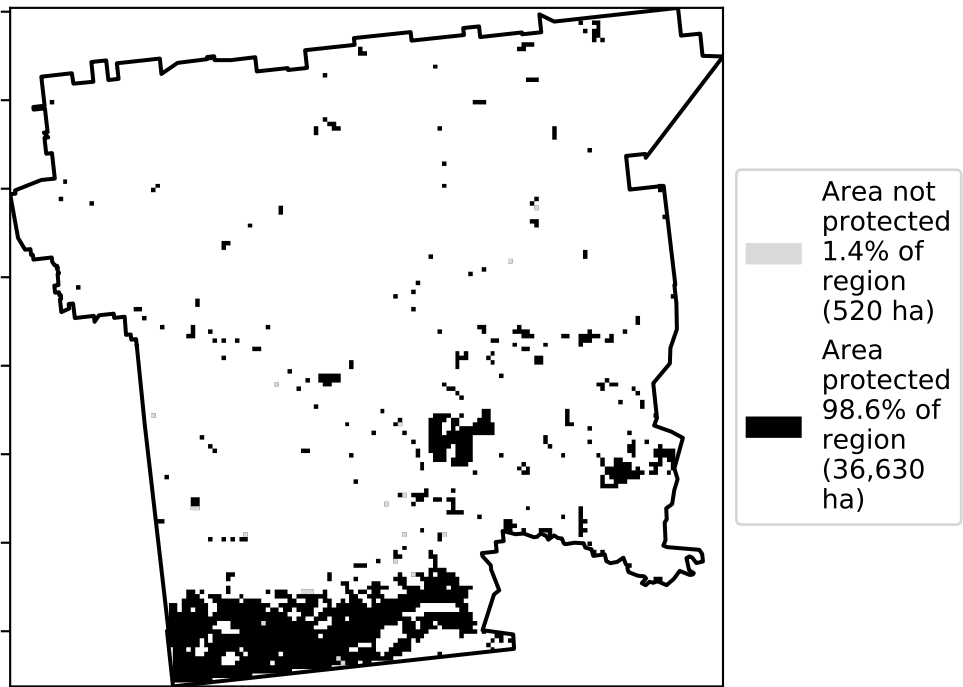 Area not
protected
1.4% of
region
(520 ha)
Area
protected
98.6% of
region
(36,630
ha)